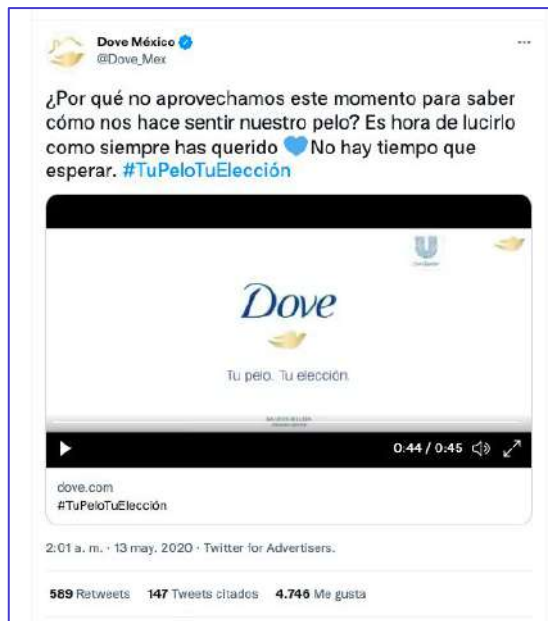 Dove México
@Dove_Mex
¿Por qué no aprovechamos este momento para saber
cómo nos hace sentir nuestro pelo? Es hora de lucirlo
como siempre has querido 💙 No hay tiempo que
esperar. #TuPeloTuElección
U
Dove
Tu pelo. Tu elección.
0:44 / 0:45
dove.com
#TuPeloTuElección
2:01 a. m. · 13 may. 2020 · Twitter for Advertisers.
589 Retweets 147 Tweets citados 4.746 Me gusta